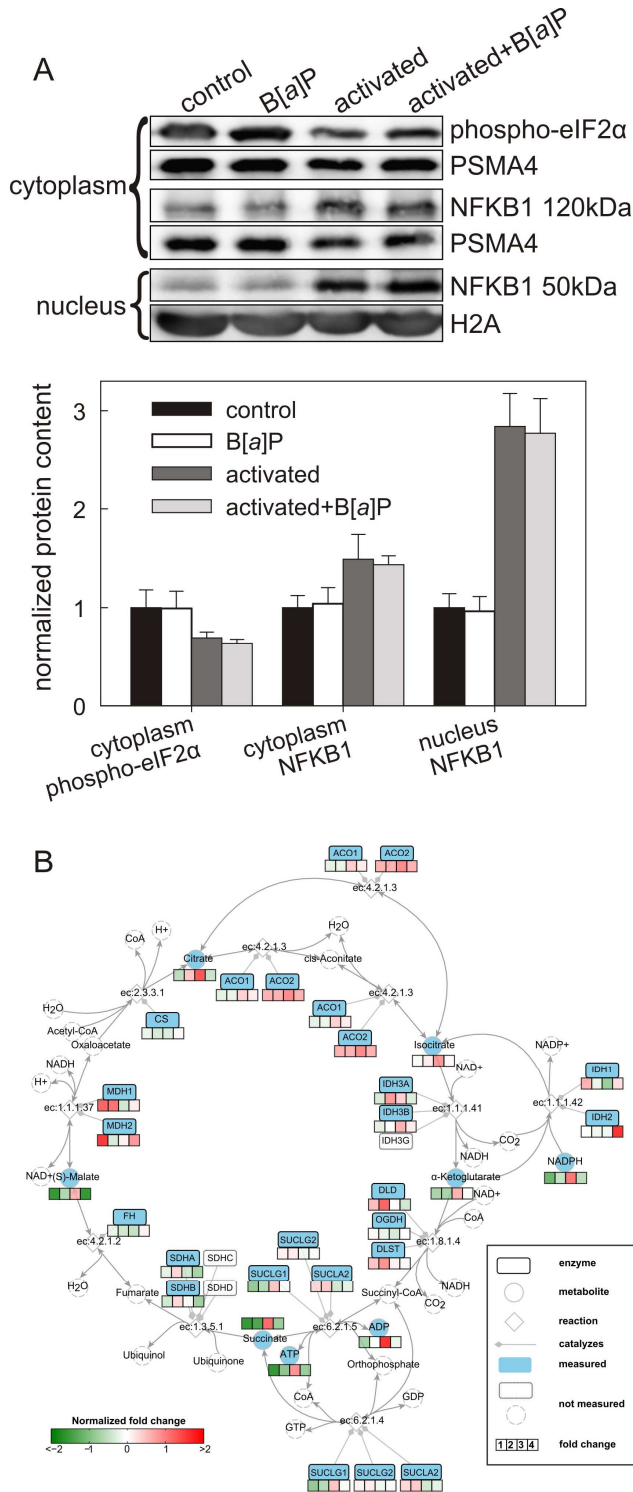 A
control
B[a]P
activated
activated+B[a]P
cytoplasm
phospho-eIF2α
PSMA4
NFKB1 120kDa
PSMA4
nucleus
NFKB1 50kDa
H2A
normalized protein content
3
2
1
0
control
B[a]P
activated
activated+B[a]P
cytoplasm
phospho-eIF2α
cytoplasm
NFKB1
nucleus
NFKB1
B
ACO1
ACO2
ec:4.2.1.3
H+
CoA
H₂O
Citrate
ec:4.2.1.3
cis-Aconitate
ACO1
ACO2
ec:4.2.1.3
ec:2.3.3.1
H₂O
ACO1
CS
Acetyl-CoA
Oxaloacetate
ACO2
Isocitrate
NADP+
NADH
H+
NAD+
IDH1
MDH1
IDH3A
ec:1.1.1.37
ec:1.1.1.41
ec:1.1.1.42
IDH3B
IDH2
MDH2
IDH3G
CO₂
NADH
NADPH
NAD+
(S)-Malate
α-Ketoglutarate
DLD
NAD+
FH
OGDH
CoA
ec:4.2.1.2
ec:1.8.1.4
SUCLG2
DLST
SDHA
SDHC
H₂O
SUCLG1
SUCLA2
NADH
SDHB
SDHD
Succinyl-CoA
Fumarate
CO₂
ec:1.3.5.1
ec:6.2.1.5
ADP
Succinate
Ubiquinol
Ubiquinone
ATP
Orthophosphate
CoA
GDP
GTP
ec:6.2.1.4
SUCLG1
SUCLG2
SUCLA2
Normalized fold change
<−2
−1
0
1
>2
enzyme
metabolite
reaction
catalyzes
measured
not measured
1 2 3 4
fold change